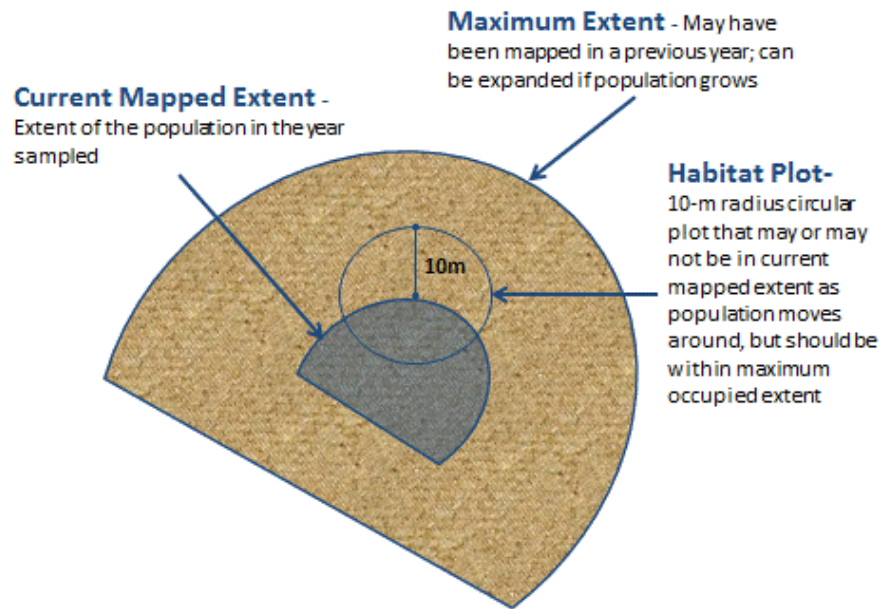 Maximum Extent - May have
been mapped in a previous year; can
be expanded if population grows
Current Mapped Extent -
Extent of the population in the year
sampled
Habitat Plot-
10-m radius circular
plot that may or may
not be in current
mapped extent as
population moves
around, but should be
within maximum
occupied extent
10m